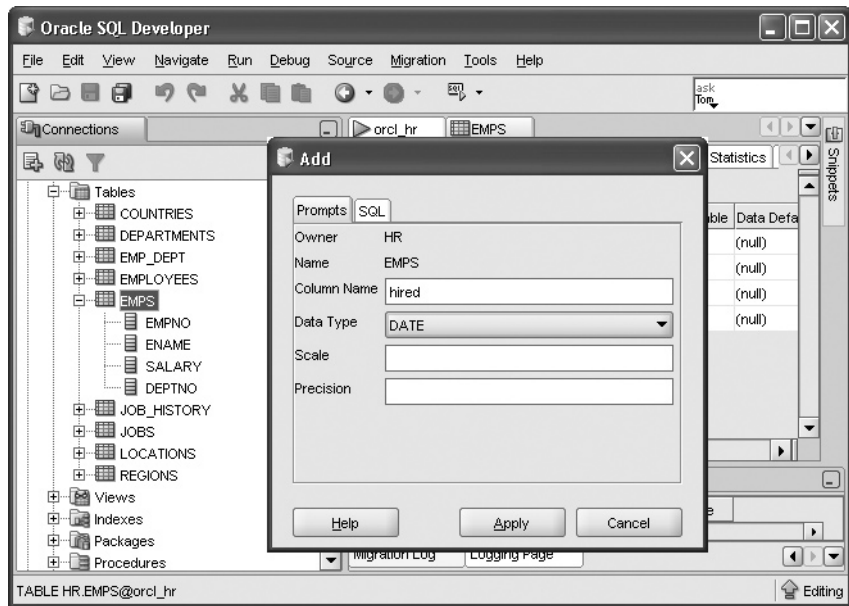 Oracle SQL Developer
File Edit View Navigate Run Debug Source Migration Tools Help
ask
Tom
Connections
orcl_hr
EMPS
Snippets
Statistics
Data Defa
(null)
(null)
(null)
(null)
Tables
COUNTRIES
DEPARTMENTS
EMP_DEPT
EMPLOYEES
EMPS
EMPNO
ENAME
SALARY
DEPTNO
JOB_HISTORY
JOBS
LOCATIONS
REGIONS
Views
Indexes
Packages
Procedures
Add
Prompts SQL
Owner HR
Name EMPS
Column Name hired
Data Type DATE
Scale
Precision
Help Apply Cancel
Migration Log Logging Page
TABLE HR.EMPS@orcl_hr Editing